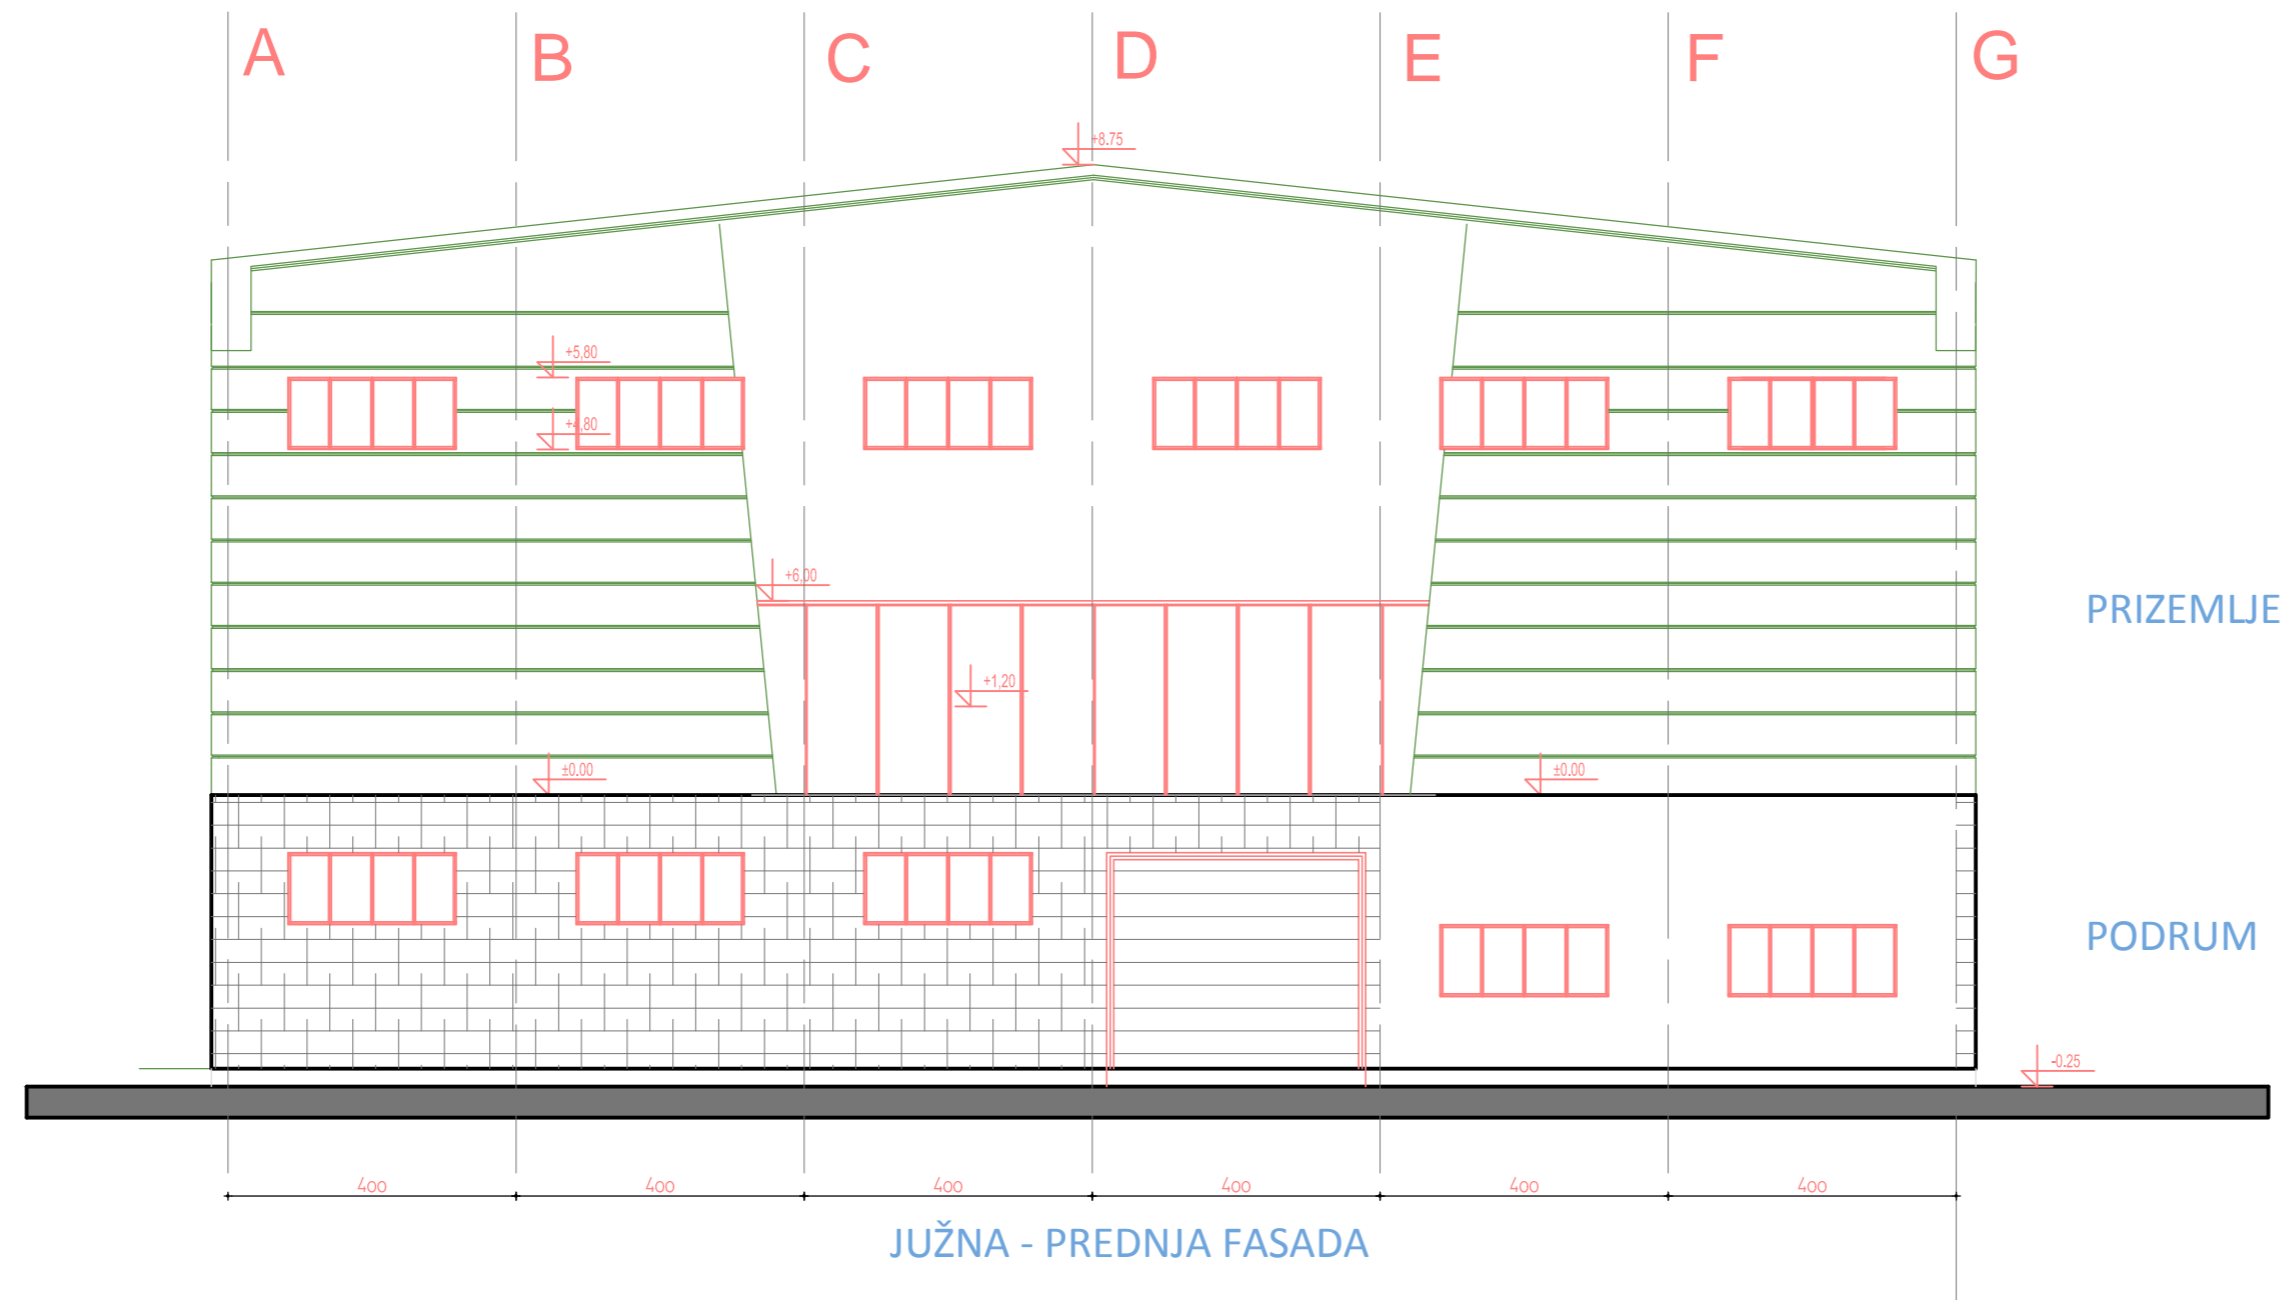 A B C D E F G
+8.75
+5,80
+4,80
+6,00
PRIZEMLJE
+1,20
±0.00 ±0.00
PODRUM
-0.25
400 400 400 400 400 400
JUŽNA - PREDNJA FASADA